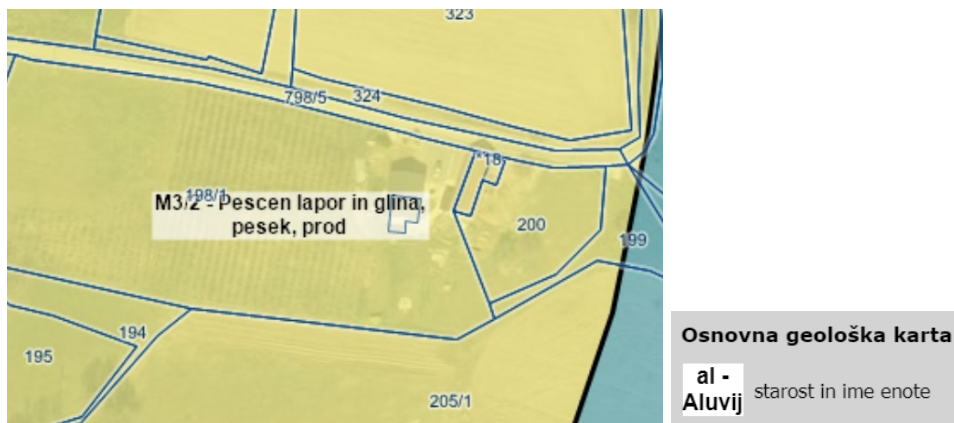 323
798/5 324
*18
198/1
M3/2 - Pescen lapor in glina,
pesek, prod
200
199
194
195
205/1
Osnovna geološka karta
al -
Aluvij
starost in ime enote